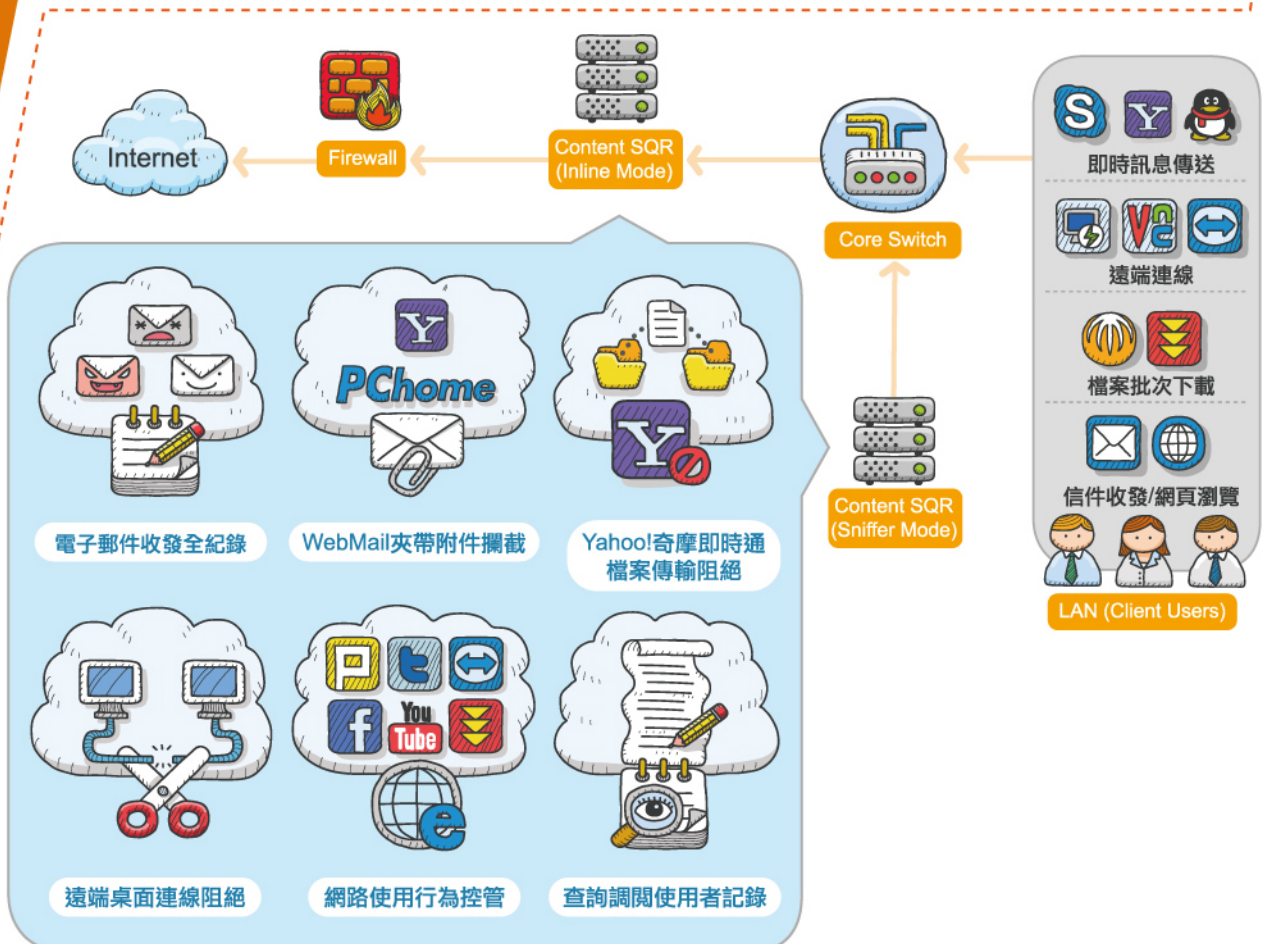 Internet
Firewall
Content SQR
(Inline Mode)
Core Switch
Content SQR
(Sniffer Mode)
S
Y
即時訊息傳送
Vnc
遠端連線
檔案批次下載
信件收發/網頁瀏覽
LAN (Client Users)
Y
PChome
Y
電子郵件收發全紀錄
WebMail夾帶附件攔截
Yahoo!奇摩即時通
檔案傳輸阻絕
P
t
f
You
Tube
e
遠端桌面連線阻絕
網路使用行為控管
查詢調閱使用者記錄